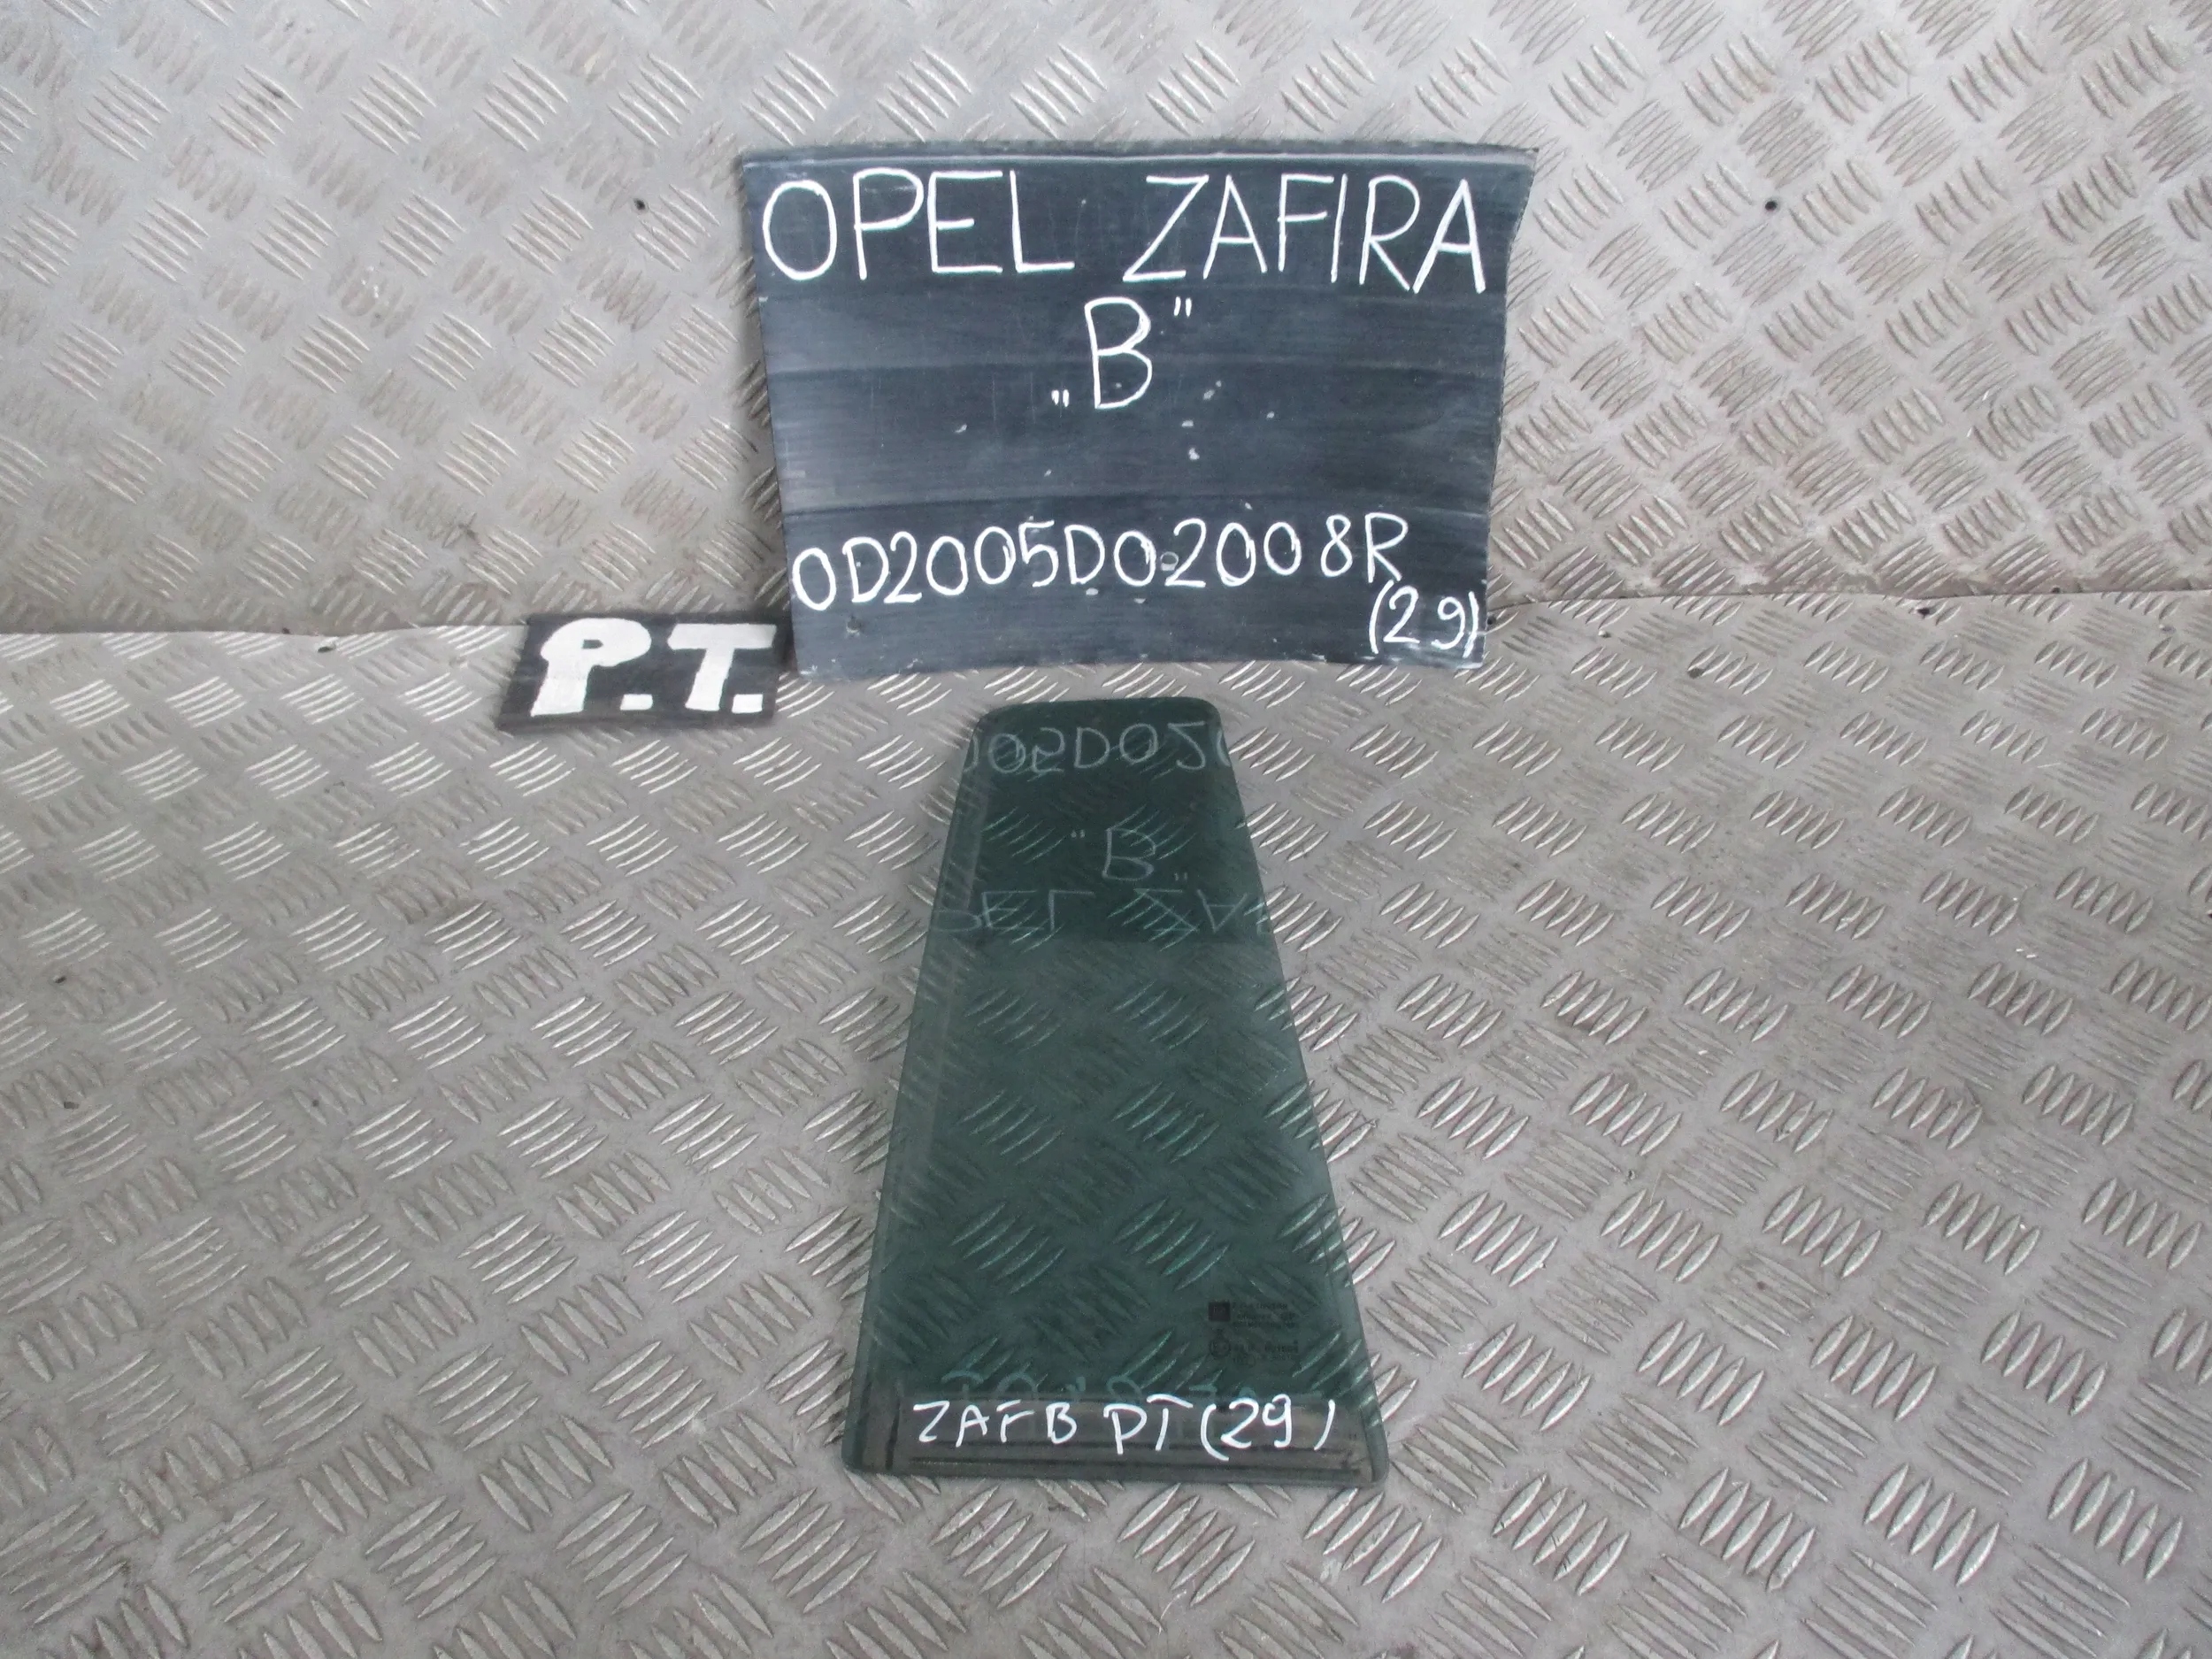 OPEL ZAFIRA
„B"
OD2005DO2008R
(29)
P.T.
ZAFB PT (29)